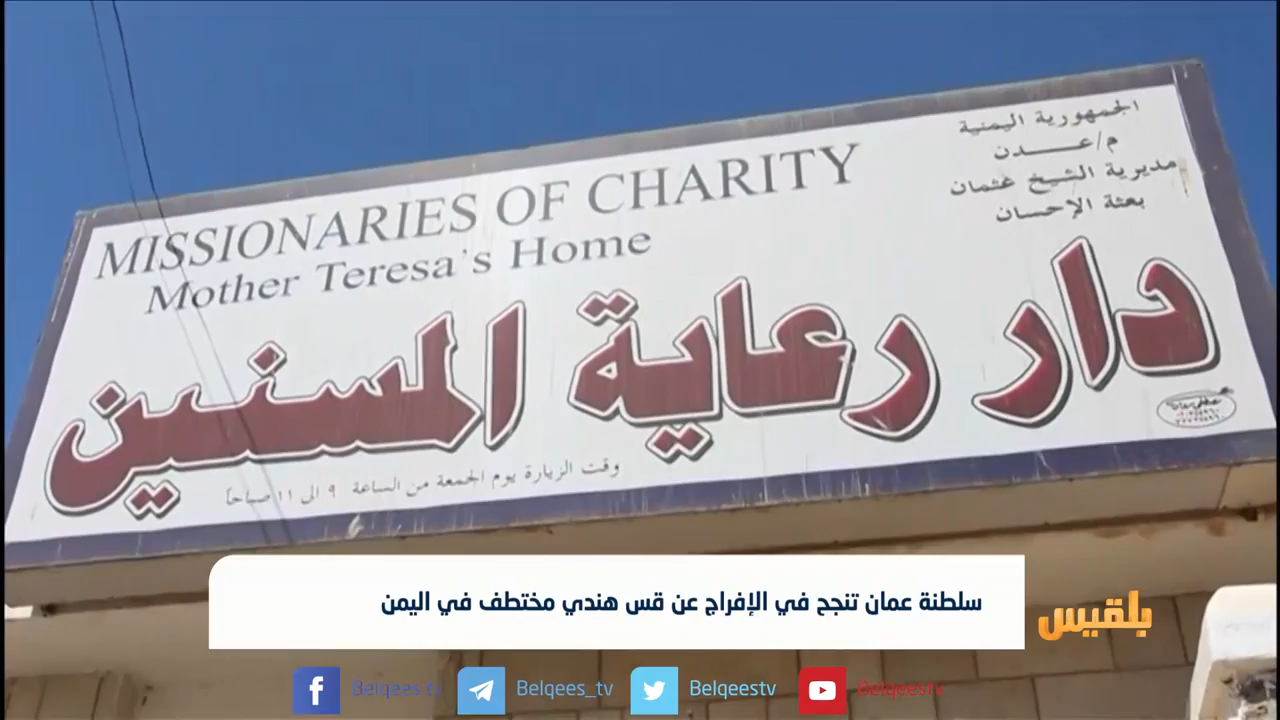 الجمهورية اليمنية
م/عـــدن
مديرية الشيخ عثمان
بعثة الإحسان
MISSIONARIES OF CHARITY
Mother Teresa's Home
دار رعاية المسنين
وقت الزيارة يوم الجمعة من الساعة ٩ الى ١١ صباحاً
سلطنة عمان تنجح في الإفراج عن قس هندي مختطف في اليمن
بلقيس
Belqees tv
Belqees_tv
Belqeestv
Belqeestv